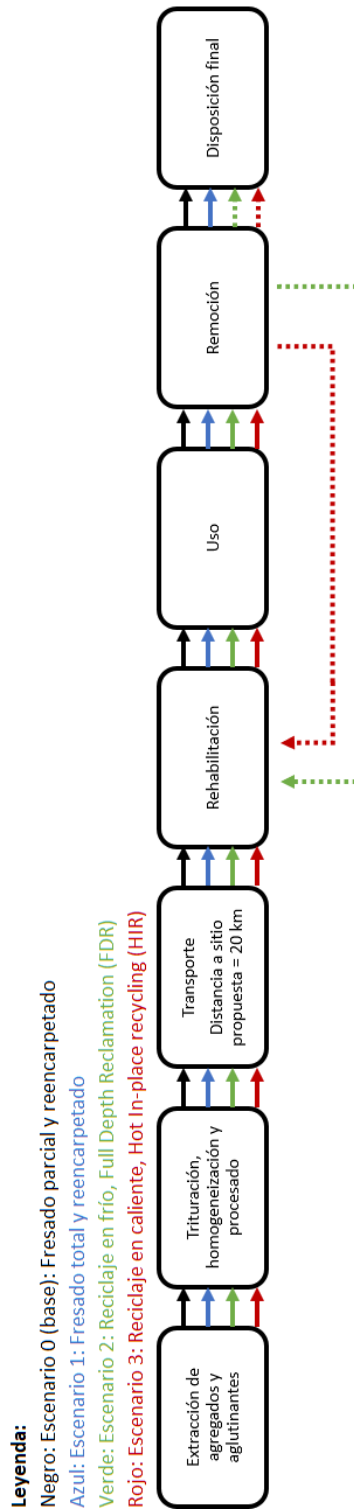 Leyenda:
Negro: Escenario 0 (base): Fresado parcial y reencarpetado
Azul: Escenario 1: Fresado total y reencarpetado
Verde: Escenario 2: Reciclaje en frío, Full Depth Reclamation (FDR)
Rojo: Escenario 3: Reciclaje en caliente, Hot In-place recycling (HIR)
Extracción de
agregados y
aglutinantes
Trituración,
homogeneización y
procesado
Transporte
Distancia a sitio
propuesta = 20 km
Rehabilitación
Uso
Remoción
Disposición final